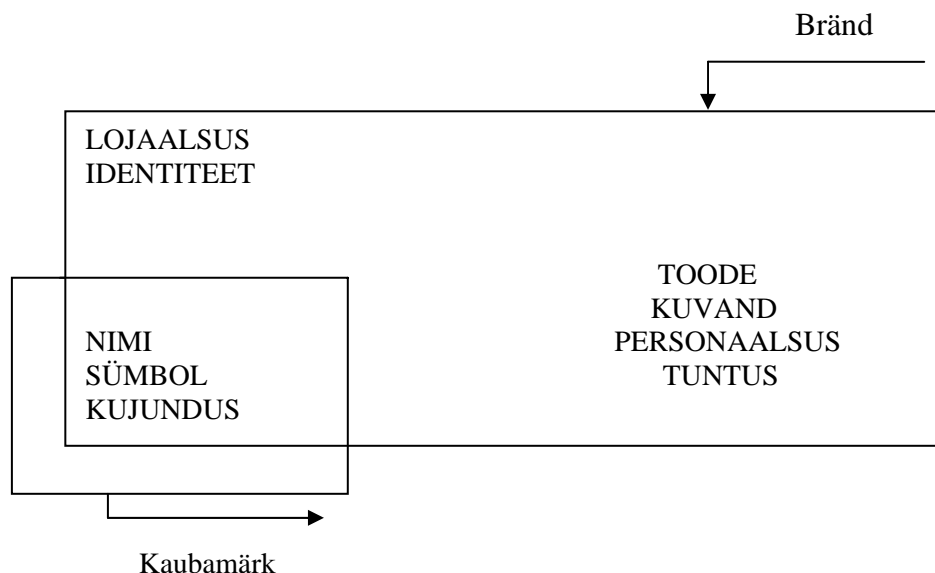 Bränd
LOJAALSUS
IDENTITEET
TOODE
KUVAND
PERSONAALSUS
TUNTUS
NIMI
SÜMBOL
KUJUNDUS
Kaubamärk